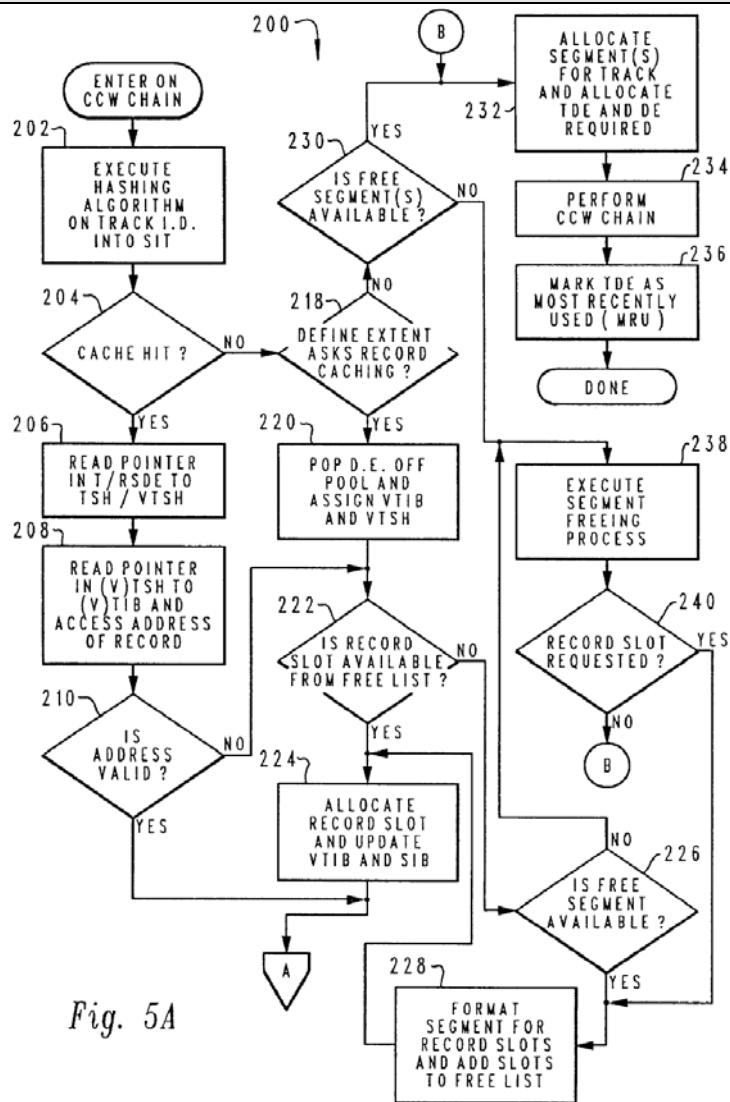 200
B
ENTER ON
CCW CHAIN
202
EXECUTE
HASHING
ALGORITHM
ON TRACK I.D.
INTO SIT
204
CACHE HIT ?
NO
YES
206
READ POINTER
IN T/RSDE TO
TSH / VTSH
208
READ POINTER
IN (V)TSH TO
(V)TIB AND
ACCESS ADDRESS
OF RECORD
210
IS
ADDRESS
VALID ?
NO
YES
230
YES
IS FREE
SEGMENT(S)
AVAILABLE ?
NO
218
NO
DEFINE EXTENT
ASKS RECORD
CACHING ?
YES
220
POP D.E. OFF
POOL AND
ASSIGN VTIB
AND VTSH
222
IS RECORD
SLOT AVAILABLE
FROM FREE LIST ?
NO
YES
224
ALLOCATE
RECORD SLOT
AND UPDATE
VTIB AND SIB
A
232
ALLOCATE
SEGMENT(S)
FOR TRACK
AND ALLOCATE
TDE AND DE
REQUIRED
234
PERFORM
CCW CHAIN
236
MARK TDE AS
MOST RECENTLY
USED ( MRU )
DONE
238
EXECUTE
SEGMENT
FREEING
PROCESS
240
RECORD SLOT
REQUESTED ?
YES
NO
B
NO
226
IS FREE
SEGMENT
AVAILABLE ?
YES
228
FORMAT
SEGMENT FOR
RECORD SLOTS
AND ADD SLOTS
TO FREE LIST
Fig. 5A